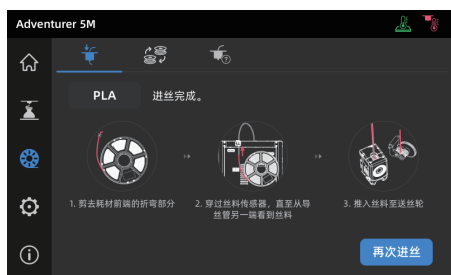 Adventurer 5M
PLA 进丝完成。
1. 剪去耗材前端的折弯部分
2. 穿过丝料传感器，直至从导
丝管另一端看到丝料
3. 推入丝料至送丝轮
再次进丝